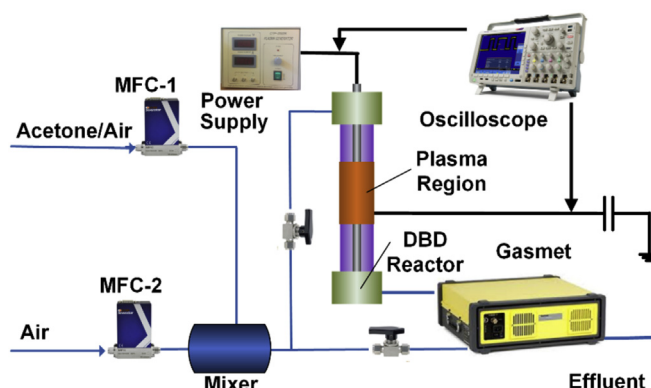 MFC-1
Acetone/Air
Power
Supply
Oscilloscope
Plasma
Region
DBD
Reactor
Gasmet
MFC-2
Air
Mixer
Effluent